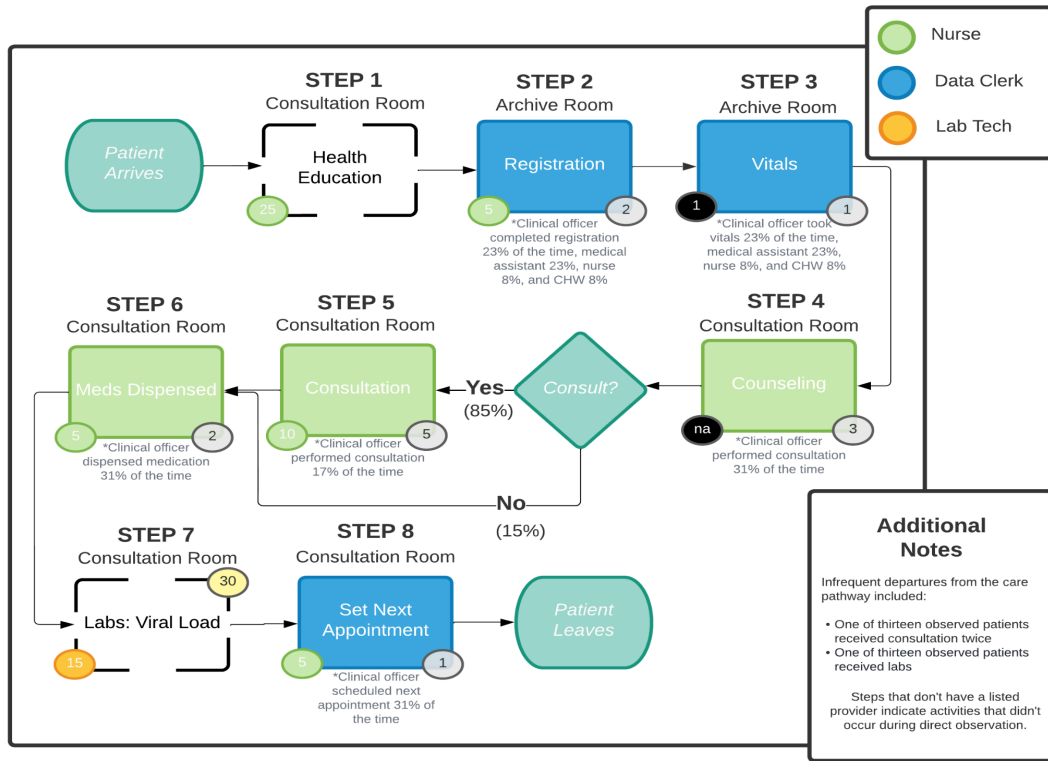 Nurse
Data Clerk
Lab Tech
STEP 1
Consultation Room
STEP 2
Archive Room
STEP 3
Archive Room
Patient
Arrives
Health
Education
25
Registration
5
2
*Clinical officer
completed registration
23% of the time, medical
assistant 23%, nurse
8%, and CHW 8%
Vitals
1
1
*Clinical officer took
vitals 23% of the time,
medical assistant 23%,
nurse 8%, and CHW 8%
STEP 4
Consultation Room
Counseling
na
3
*Clinical officer
performed consultation
31% of the time
Consult?
Yes
(85%)
No
(15%)
STEP 5
Consultation Room
Consultation
10
5
*Clinical officer
performed consultation
17% of the time
STEP 6
Consultation Room
Meds Dispensed
5
2
*Clinical officer
dispensed medication
31% of the time
STEP 7
Consultation Room
30
Labs: Viral Load
15
STEP 8
Consultation Room
Set Next
Appointment
5
1
*Clinical officer
scheduled next
appointment 31% of
the time
Patient
Leaves
Additional
Notes
Infrequent departures from the care
pathway included:
• One of thirteen observed patients
received consultation twice
• One of thirteen observed patients
received labs
Steps that don't have a listed
provider indicate activities that didn't
occur during direct observation.